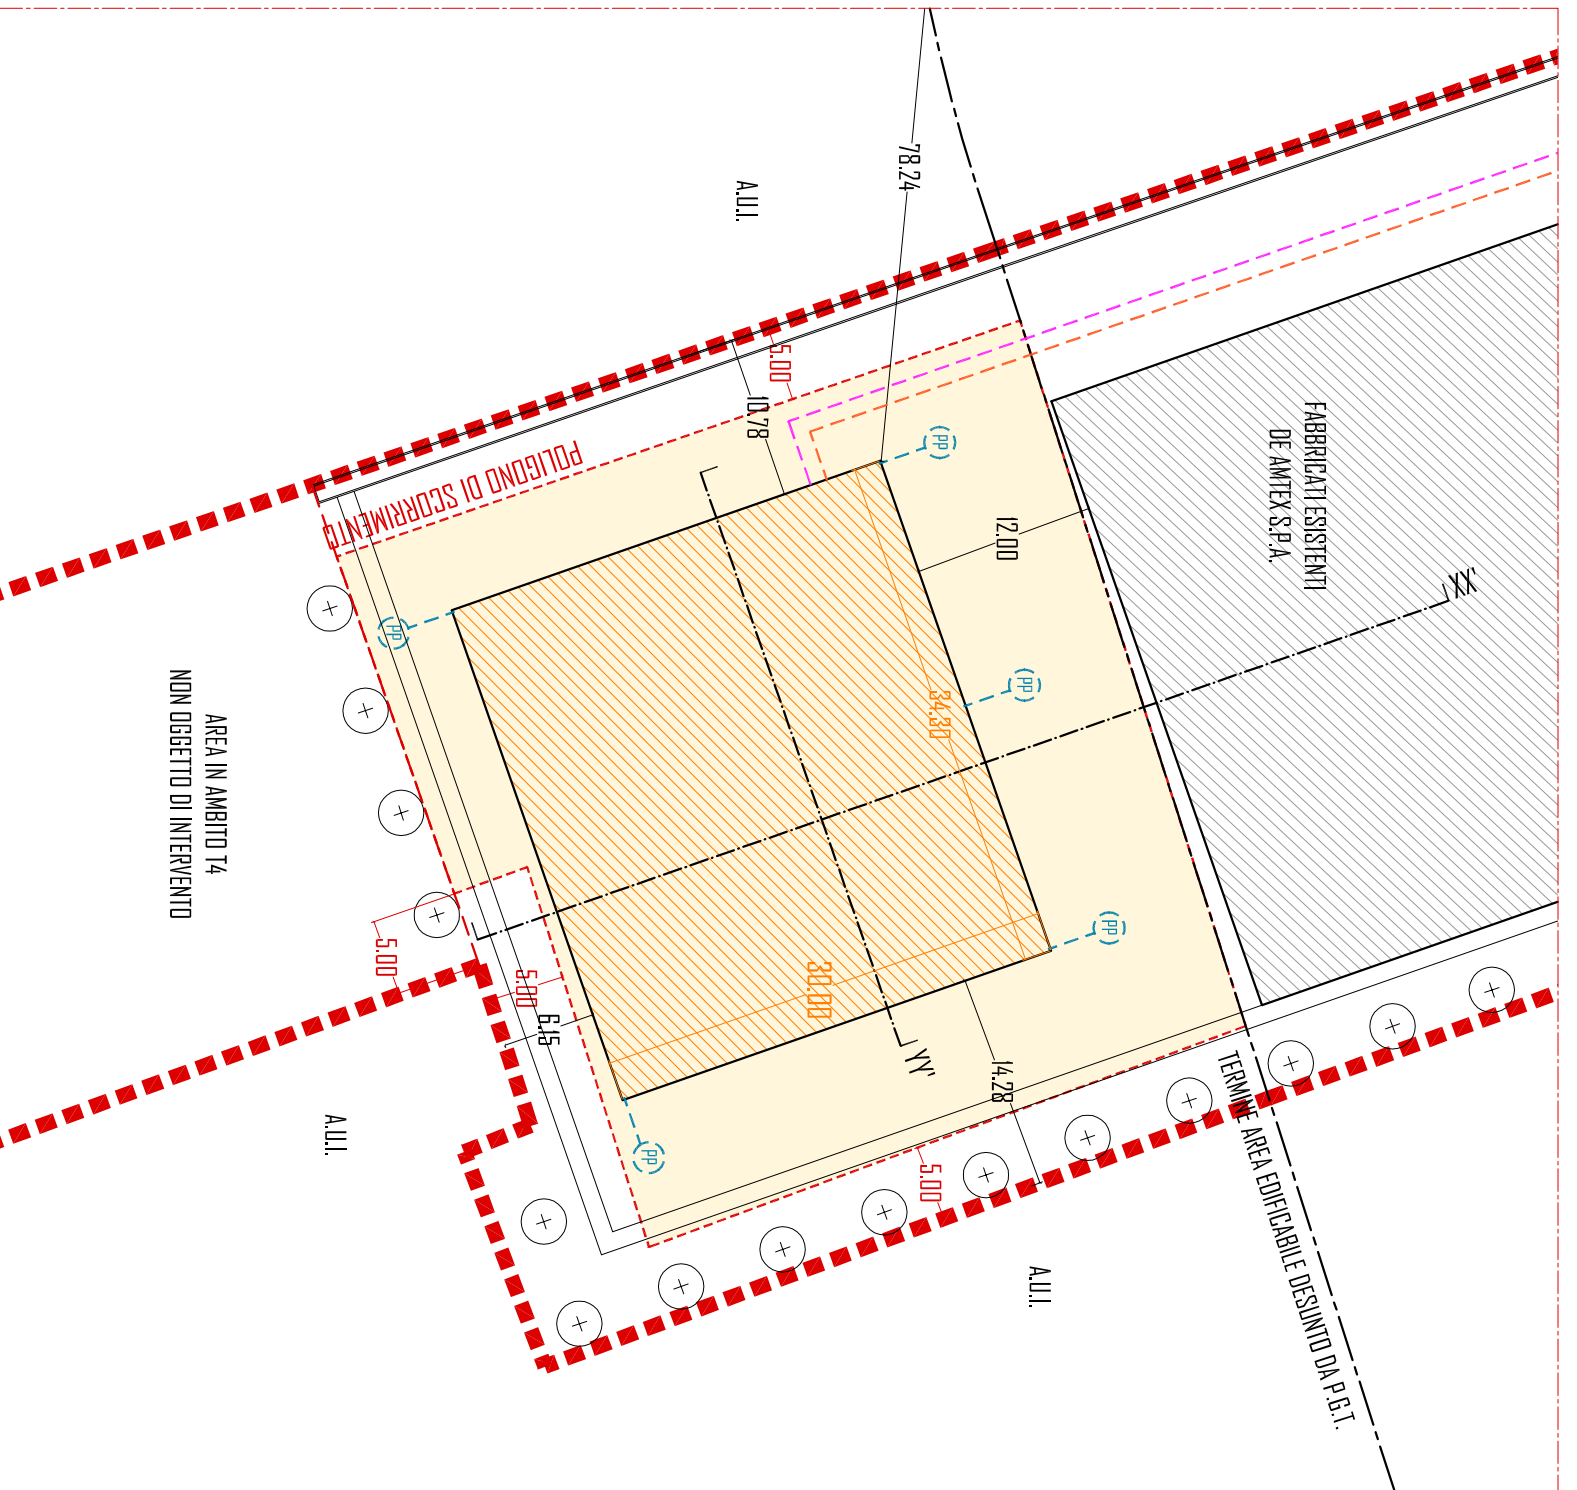 78.24
A.U.I.
5.00
10.78
POLIGONO DI SCORRIMENTO
(PP)
12.00
FABRICATI ESISTENTI
DE AMTEX S.P.A.
XX'
(PP)
(PP)
34.30
AREA IN AMBITO T4
NON OGGETTO DI INTERVENTO
(PP)
5.00
5.00
6.15
30.00
YY'
14.28
TERMINE AREA EDIFICABILE DESUNTO DA P.G.T.
A.U.I.
(PP)
5.00
A.U.I.